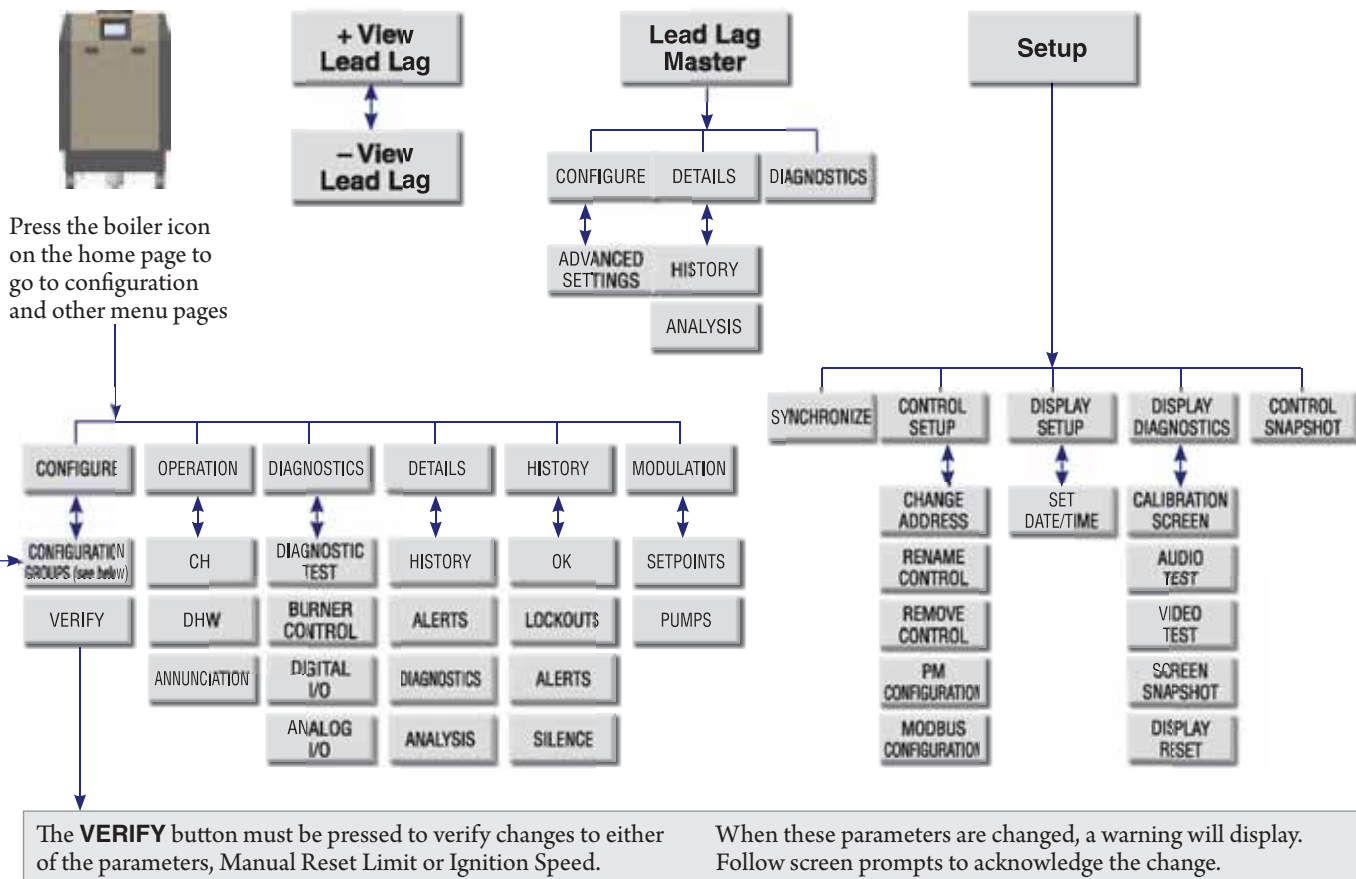 + View
Lead Lag
– View
Lead Lag
Lead Lag
Master
CONFIGURE
DETAILS
DIAGNOSTICS
ADVANCED
SETTINGS
HISTORY
ANALYSIS
Setup
SYNCHRONIZE
CONTROL
SETUP
DISPLAY
SETUP
DISPLAY
DIAGNOSTICS
CONTROL
SNAPSHOT
CHANGE
ADDRESS
RENAME
CONTROL
REMOVE
CONTROL
PM
CONFIGURATION
MODBUS
CONFIGURATION
SET
DATE/TIME
CALIBRATION
SCREEN
AUDIO
TEST
VIDEO
TEST
SCREEN
SNAPSHOT
DISPLAY
RESET
Press the boiler icon
on the home page to
go to configuration
and other menu pages
CONFIGURE
OPERATION
DIAGNOSTICS
DETAILS
HISTORY
MODULATION
CONFIGURATION
GROUPS (see below)
VERIFY
CH
DHW
ANNUNCIATION
DIAGNOSTIC
TEST
BURNER
CONTROL
DIGITAL
I/O
ANALOG
I/O
HISTORY
ALERTS
DIAGNOSTICS
ANALYSIS
OK
LOCKOUTS
ALERTS
SILENCE
SETPOINTS
PUMPS
The VERIFY button must be pressed to verify changes to either
of the parameters, Manual Reset Limit or Ignition Speed.
When these parameters are changed, a warning will display.
Follow screen prompts to acknowledge the change.